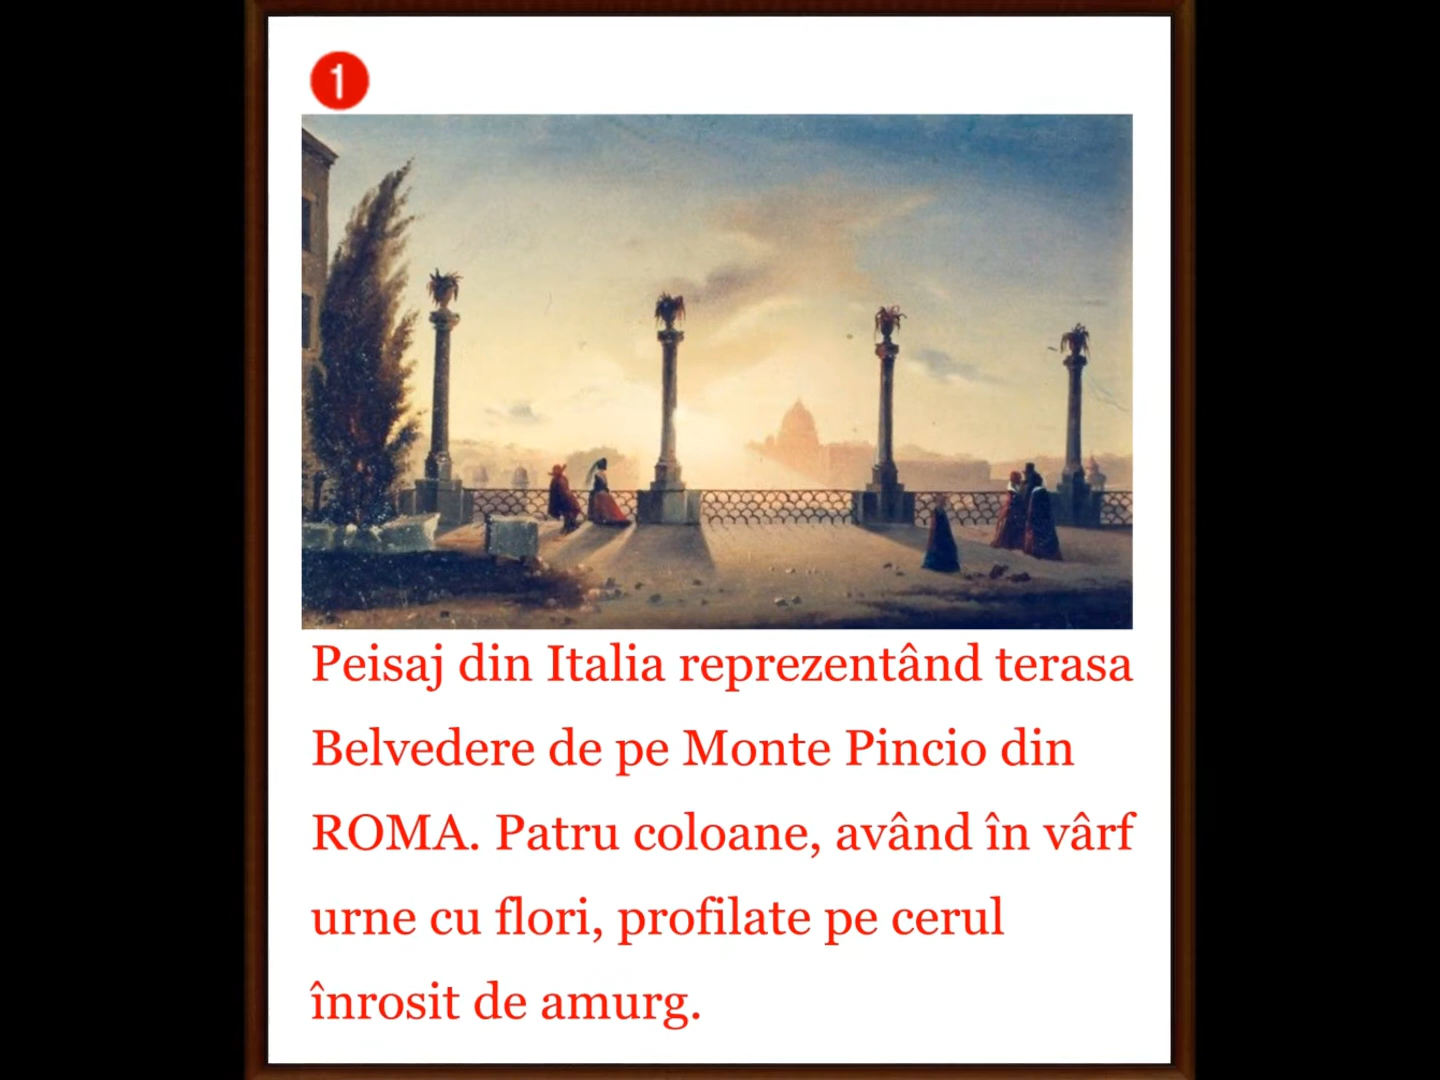 1
Peisaj din Italia reprezentând terasa
Belvedere de pe Monte Pincio din
ROMA. Patru coloane, având în vârf
urne cu flori, profilate pe cerul
înrosit de amurg.